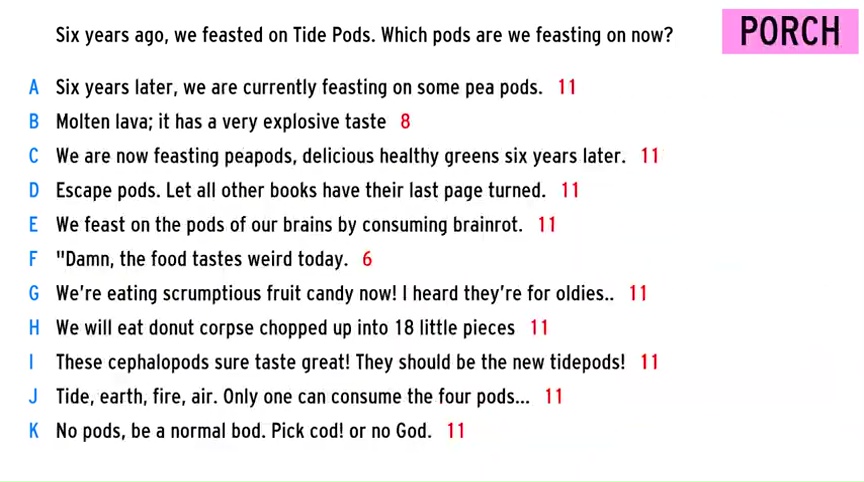 Six years ago, we feasted on Tide Pods. Which pods are we feasting on now?
PORCH
A Six years later, we are currently feasting on some pea pods. 11
B Molten lava; it has a very explosive taste 8
C We are now feasting peapods, delicious healthy greens six years later. 11
D Escape pods. Let all other books have their last page turned. 11
E We feast on the pods of our brains by consuming brainrot. 11
F "Damn, the food tastes weird today. 6
G We're eating scrumptious fruit candy now! I heard they're for oldies.. 11
H We will eat donut corpse chopped up into 18 little pieces 11
I These cephalopods sure taste great! They should be the new tidepods! 11
J Tide, earth, fire, air. Only one can consume the four pods... 11
K No pods, be a normal bod. Pick cod! or no God. 11